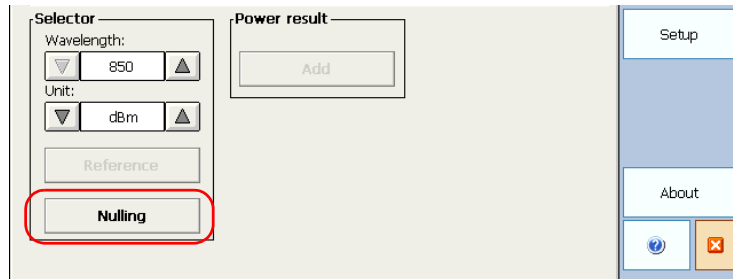 Selector
Wavelength:
850
Unit:
dBm
Reference
Nulling
Power result
Add
Setup
About
?